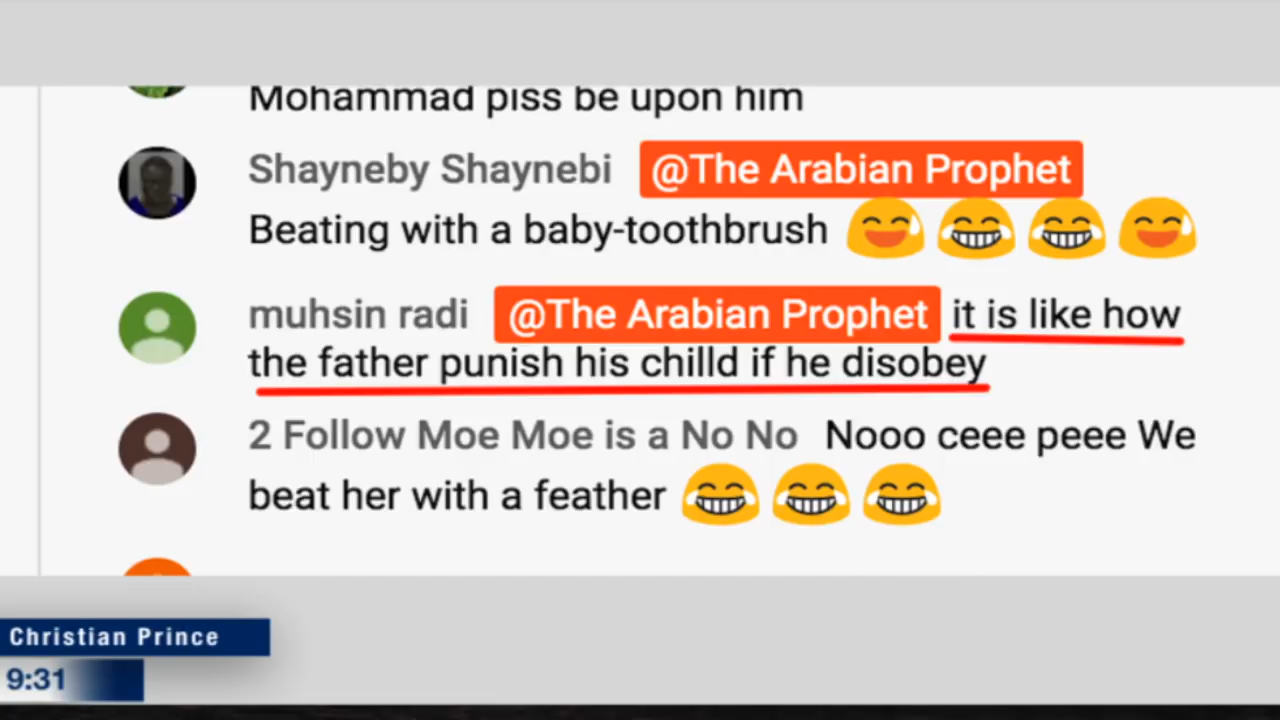 Mohammad piss be upon him
Shayneby Shaynebi @The Arabian Prophet
Beating with a baby-toothbrush 😅 😂 😂 😅
muhsin radi @The Arabian Prophet it is like how
the father punish his chilld if he disobey
2 Follow Moe Moe is a No No Nooo ceee peee We
beat her with a feather 😂 😂 😂
Christian Prince
9:31